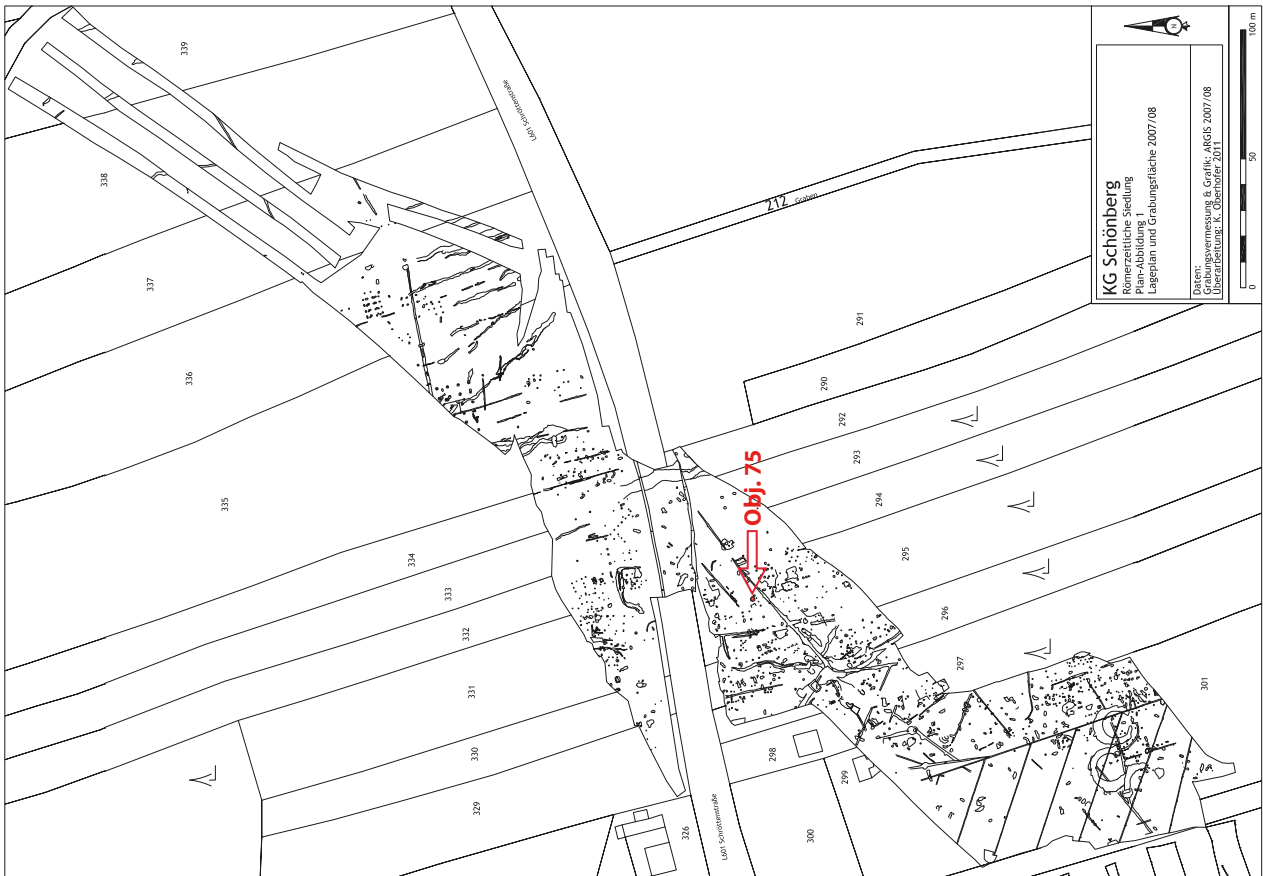 339
338
L601 Schröttenstraße
337
212 Graben
336
291
290
335
292
293
Obj. 75
294
334
295
333
332
296
331
297
301
330
298
299
329
326
L601 Schröttenstraße
300
KG Schönberg
Römerzeitliche Siedlung
Plan-Abbildung 1
Lageplan und Grabungsfläche 2007/08
Daten:
Grabungsvermessung & Grafik: ARGIS 2007/08
Überarbeitung: K. Oberhofer 2011
N
0 50 100 m